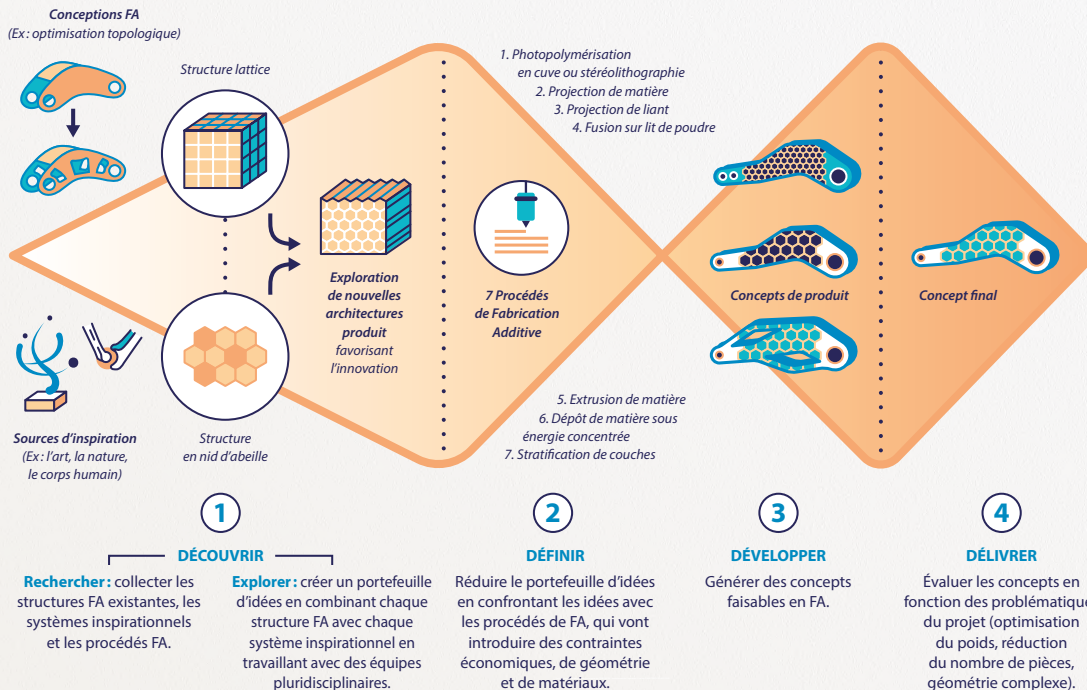 Conceptions FA
(Ex : optimisation topologique)
Structure lattice
1. Photopolymérisation
en cuve ou stéréolithographie
2. Projection de matière
3. Projection de liant
4. Fusion sur lit de poudre
Exploration
de nouvelles
architectures
produit
favorisant
l'innovation
7 Procédés
de Fabrication
Additive
Concepts de produit
Concept final
5. Extrusion de matière
6. Dépôt de matière sous
énergie concentrée
7. Stratification de couches
Sources d'inspiration
(Ex : l'art, la nature,
le corps humain)
Structure
en nid d'abeille
1
DÉCOUVRIR
Rechercher : collecter les
structures FA existantes, les
systèmes inspirationnels
et les procédés FA.
Explorer : créer un portefeuille
d'idées en combinant chaque
structure FA avec chaque
système inspirationnel en
travaillant avec des équipes
pluridisciplinaires.
2
DÉFINIR
Réduire le portefeuille d'idées
en confrontant les idées avec
les procédés de FA, qui vont
introduire des contraintes
économiques, de géométrie
et de matériaux.
3
DÉVELOPPER
Générer des concepts
faisables en FA.
4
DÉLIVRER
Évaluer les concepts en
fonction des problématique
du projet (optimisation
du poids, réduction
du nombre de pièces,
géométrie complexe).